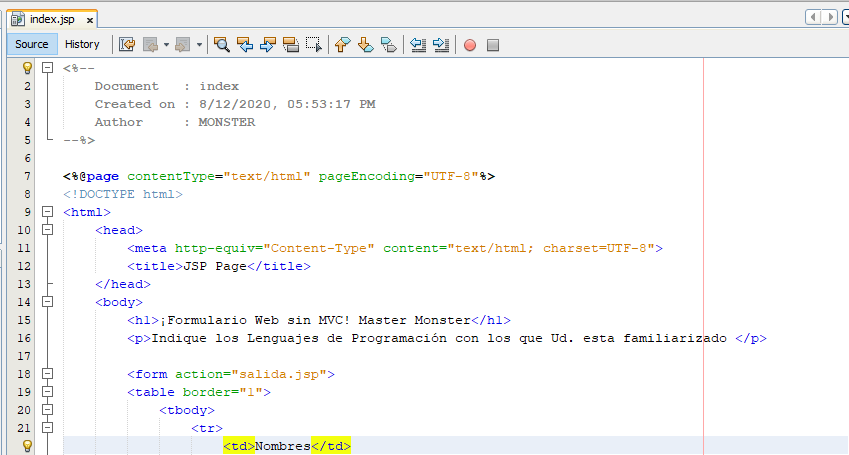 index.jsp
Source History
<%--
2 Document : index
3 Created on : 8/12/2020, 05:53:17 PM
4 Author : MONSTER
5 --%>
6
7 <%@page contentType="text/html" pageEncoding="UTF-8"%>
8 <!DOCTYPE html>
9 <html>
10 <head>
11 <meta http-equiv="Content-Type" content="text/html; charset=UTF-8">
12 <title>JSP Page</title>
13 </head>
14 <body>
15 <h1>¡Formulario Web sin MVC! Master Monster</h1>
16 <p>Indique los Lenguajes de Programación con los que Ud. esta familiarizado </p>
17
18 <form action="salida.jsp">
19 <table border="1">
20 <tbody>
21 <tr>
<td>Nombres</td>